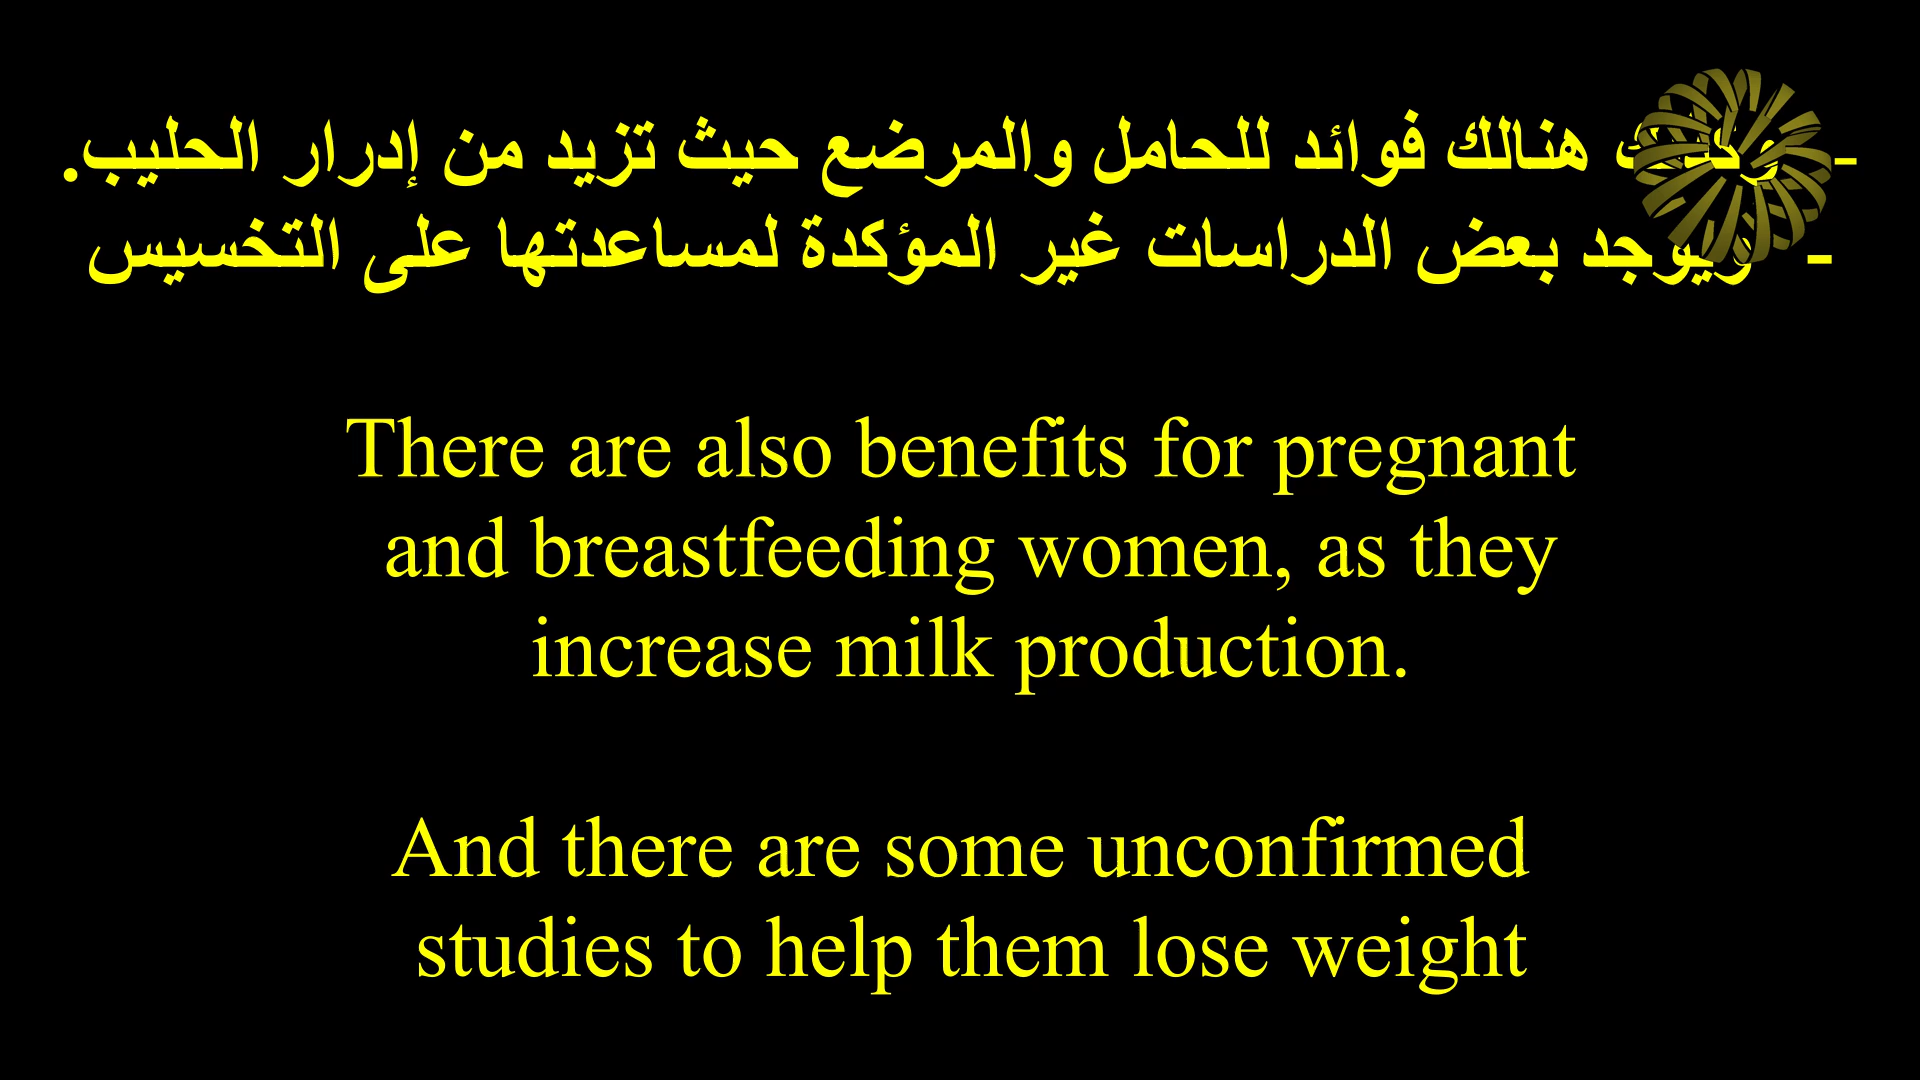 - هنالك فوائد للحامل والمرضع حيث تزيد من إدرار الحليب.
- ويوجد بعض الدراسات غير المؤكدة لمساعدتها على التخسيس
There are also benefits for pregnant
and breastfeeding women, as they
increase milk production.
And there are some unconfirmed
studies to help them lose weight